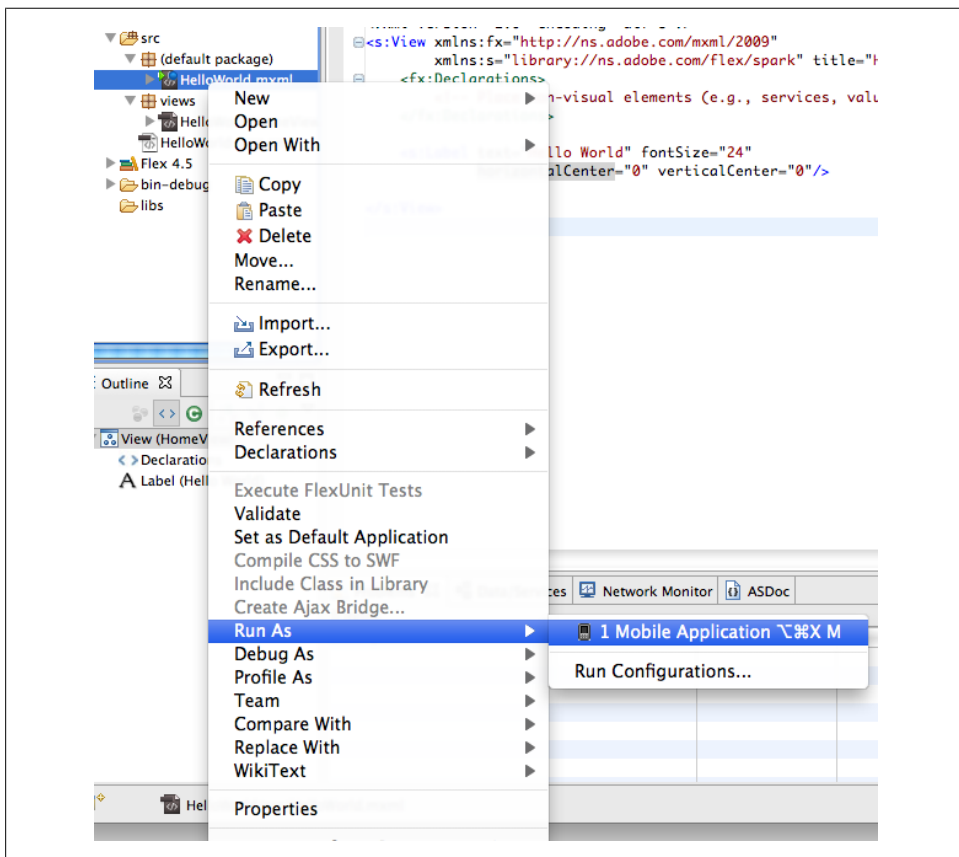 src
(default package)
HelloWorld.mxml
views
Hell
HelloWo
Flex 4.5
bin-debug
libs
<s:View xmlns:fx="http://ns.adobe.com/mxml/2009"
xmlns:s="library://ns.adobe.com/flex/spark" title="H
<fx:Declarations>
n-visual elements (e.g., services, valu
llo World" fontSize="24"
alCenter="0" verticalCenter="0"/>
New
Open
Open With
Copy
Paste
Delete
Move...
Rename...
Import...
Export...
Refresh
References
Declarations
Execute FlexUnit Tests
Validate
Set as Default Application
Compile CSS to SWF
Include Class in Library
Create Ajax Bridge...
Run As
Debug As
Profile As
Team
Compare With
Replace With
WikiText
Properties
1 Mobile Application ⌥⌘X M
Run Configurations...
Outline
View (HomeV
Declaratio
Label (Hell
ces
Network Monitor
ASDoc
Hel